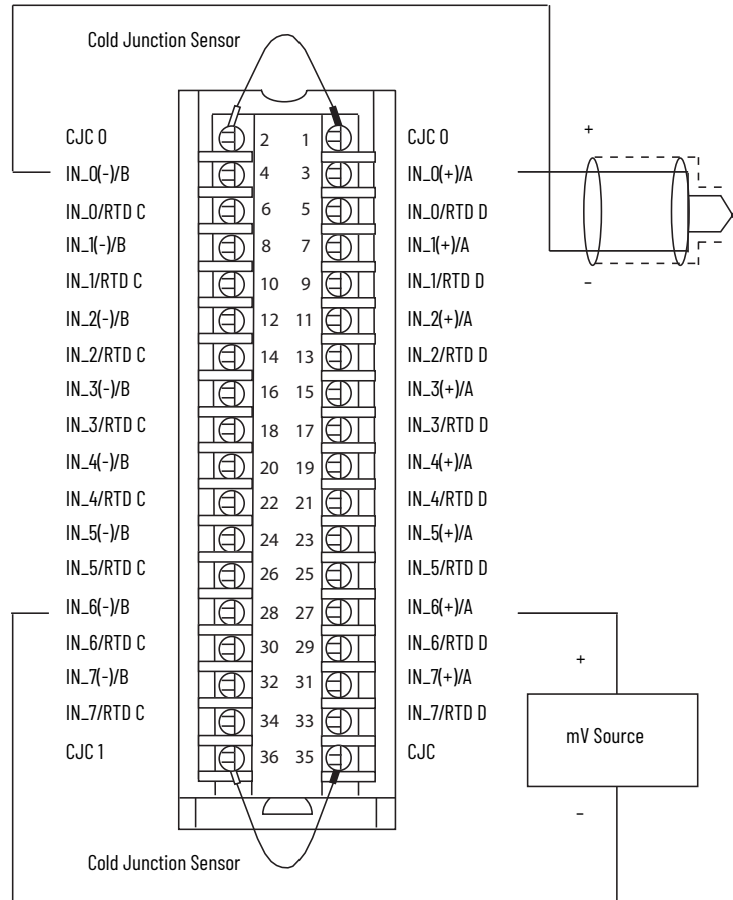 Cold Junction Sensor
CJC 0 2 1 CJC 0 +
IN_0(-)/B 4 3 IN_0(+)/A
IN_0/RTD C 6 5 IN_0/RTD D
IN_1(-)/B 8 7 IN_1(+)/A
IN_1/RTD C 10 9 IN_1/RTD D –
IN_2(-)/B 12 11 IN_2(+)/A
IN_2/RTD C 14 13 IN_2/RTD D
IN_3(-)/B 16 15 IN_3(+)/A
IN_3/RTD C 18 17 IN_3/RTD D
IN_4(-)/B 20 19 IN_4(+)/A
IN_4/RTD C 22 21 IN_4/RTD D
IN_5(-)/B 24 23 IN_5(+)/A
IN_5/RTD C 26 25 IN_5/RTD D
IN_6(-)/B 28 27 IN_6(+)/A
IN_6/RTD C 30 29 IN_6/RTD D +
IN_7(-)/B 32 31 IN_7(+)/A
IN_7/RTD C 34 33 IN_7/RTD D
mV Source
CJC 1 36 35 CJC
–
Cold Junction Sensor